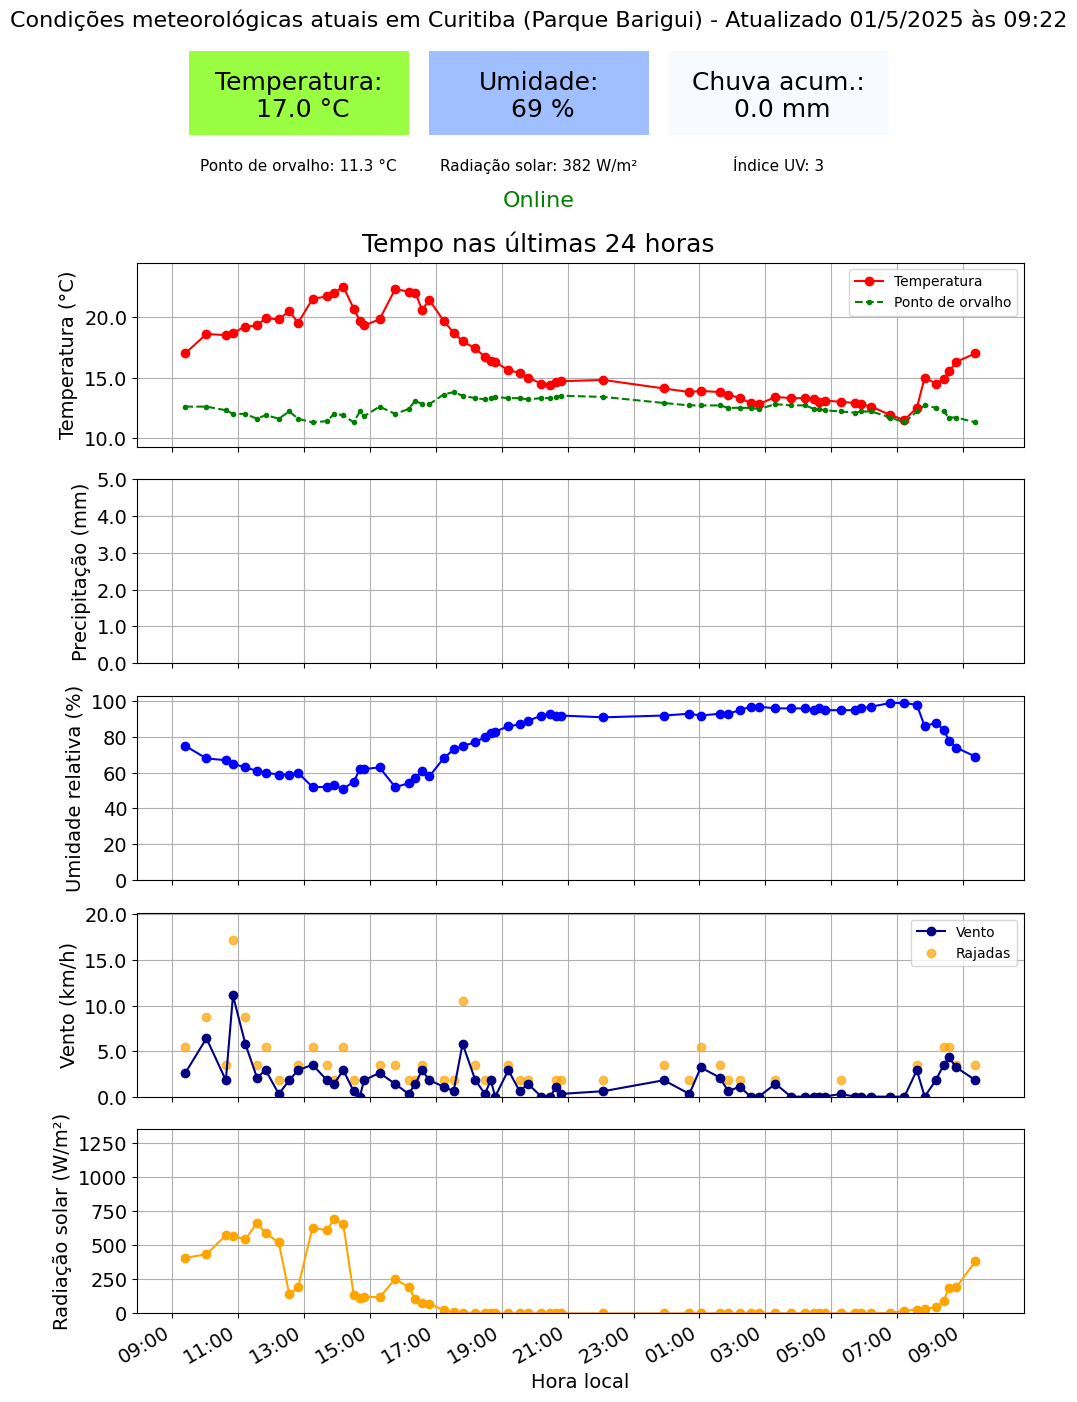 Condições meteorológicas atuais em Curitiba (Parque Barigui) - Atualizado 01/5/2025 às 09:22
Temperatura:
17.0 °C
Umidade:
69 %
Chuva acum.:
0.0 mm
Ponto de orvalho: 11.3 °C
Radiação solar: 382 W/m²
Índice UV: 3
Online
Tempo nas últimas 24 horas
Temperatura (°C)
20.0
15.0
10.0
Temperatura
Ponto de orvalho
Precipitação (mm)
5.0
4.0
3.0
2.0
1.0
0.0
Umidade relativa (%)
100
80
60
40
20
0
Vento (km/h)
20.0
15.0
10.0
5.0
0.0
Vento
Rajadas
Radiação solar (W/m²)
1250
1000
750
500
250
0
09:00
11:00
13:00
15:00
17:00
19:00
21:00
23:00
01:00
03:00
05:00
07:00
09:00
Hora local